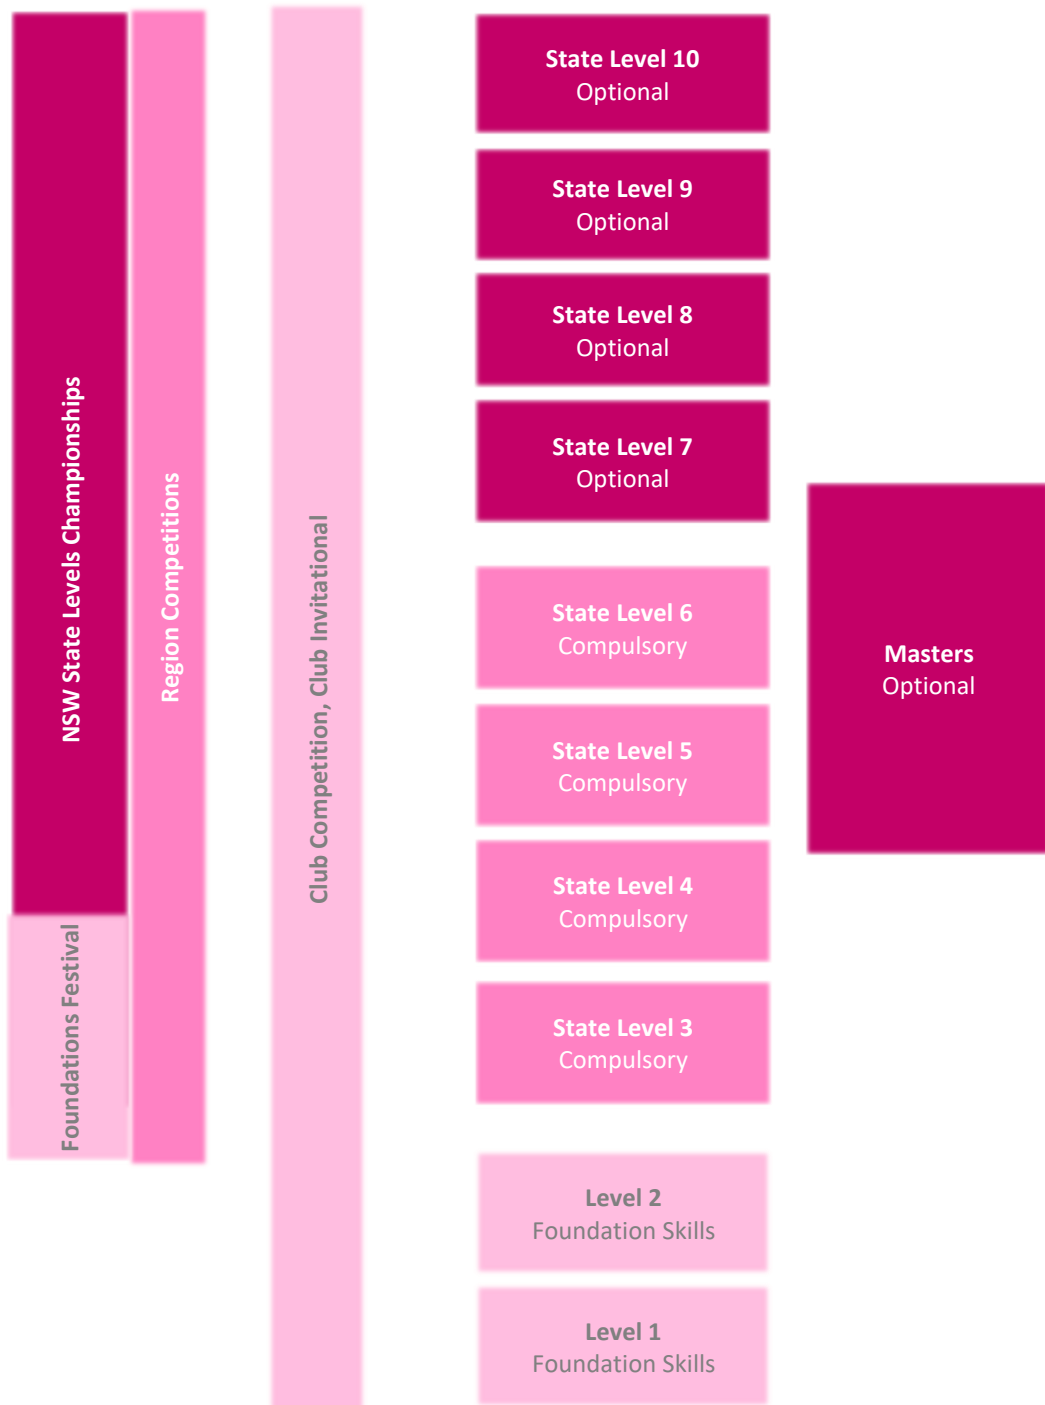 NSW State Levels Championships
Foundations Festival
Region Competitions
Club Competition, Club Invitational
State Level 10
Optional
State Level 9
Optional
State Level 8
Optional
State Level 7
Optional
State Level 6
Compulsory
State Level 5
Compulsory
State Level 4
Compulsory
State Level 3
Compulsory
Level 2
Foundation Skills
Level 1
Foundation Skills
Masters
Optional